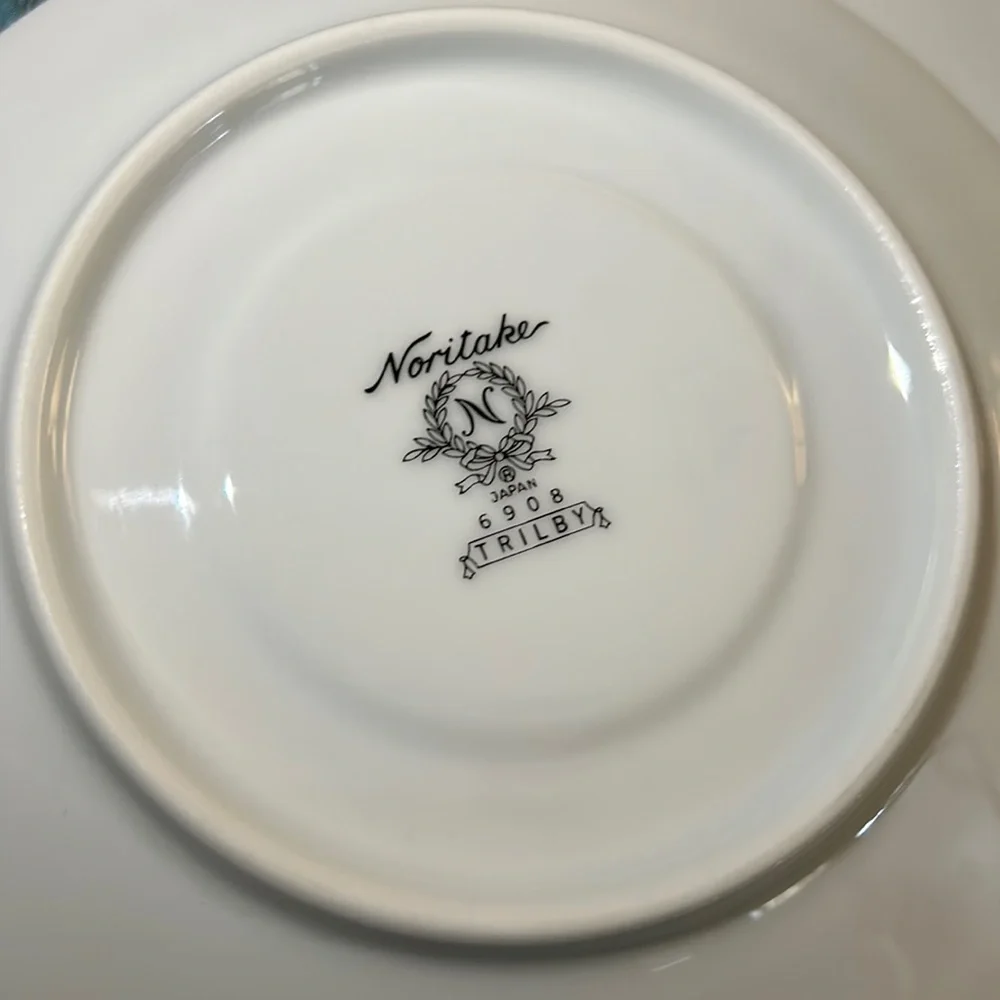 Noritake
N
®
JAPAN
6908
TRILBY